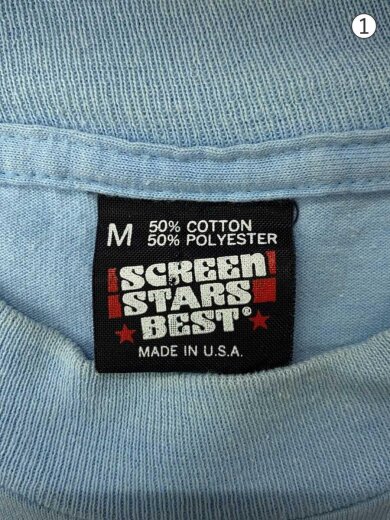 ①
M 50% COTTON
50% POLYESTER
SCREEN
STARS
BEST®
MADE IN U.S.A.